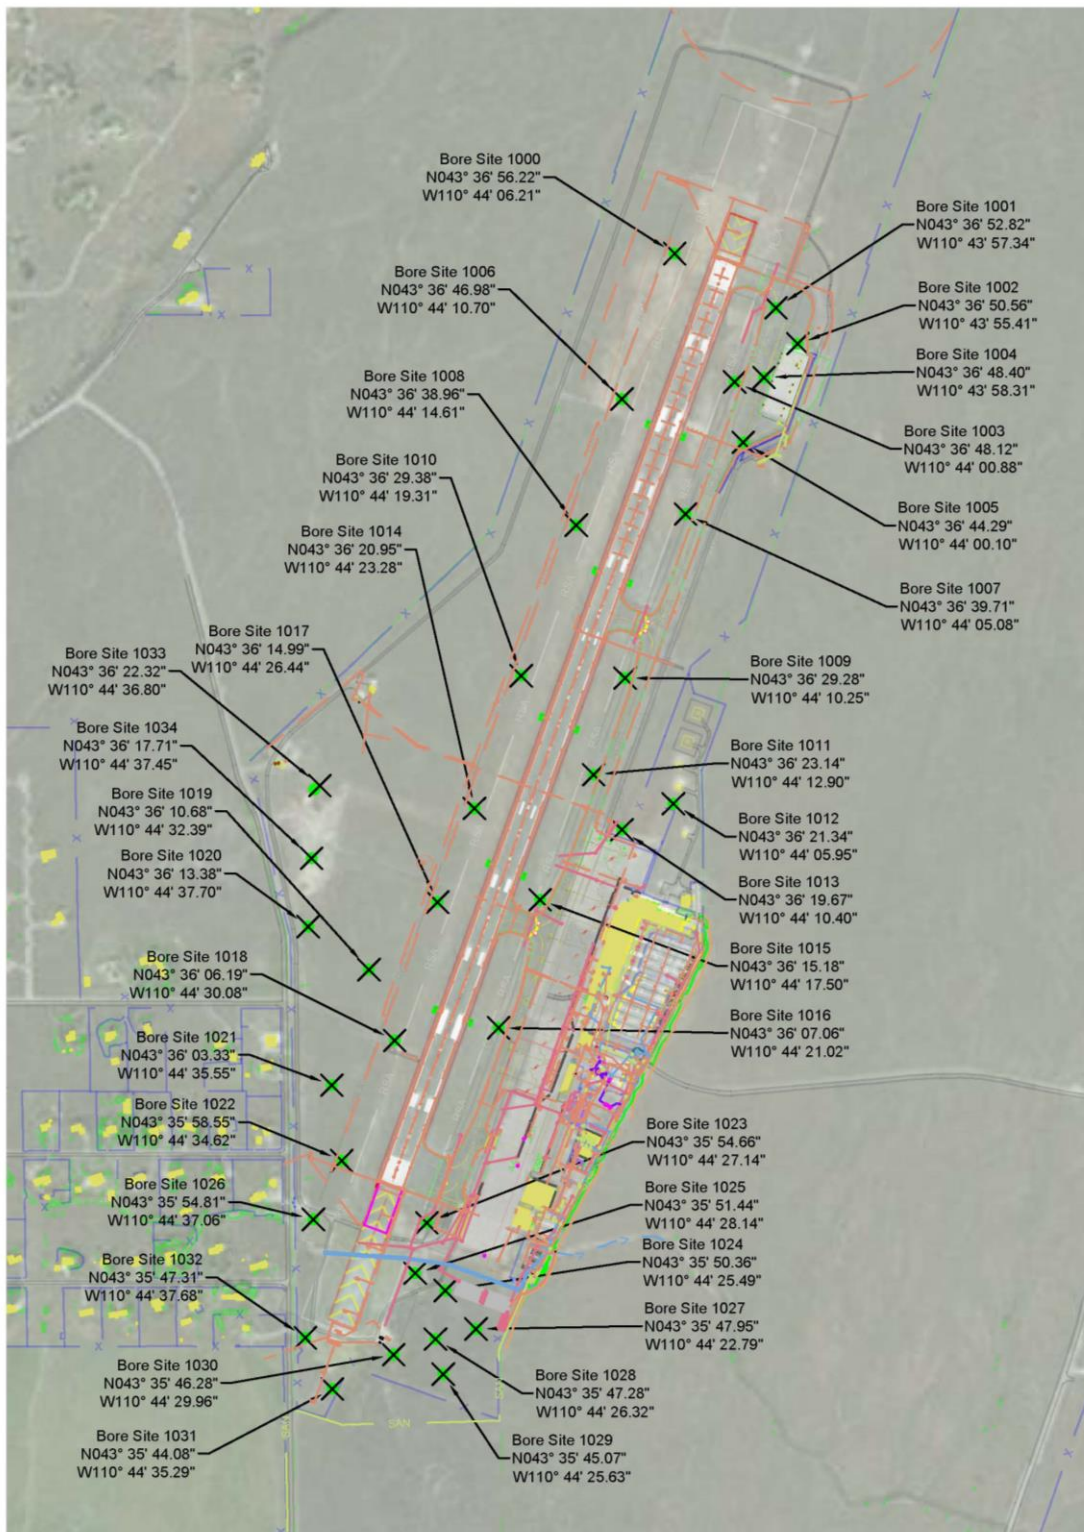 Bore Site 1000
N043° 36' 56.22"
W110° 44' 06.21"
Bore Site 1001
N043° 36' 52.82"
W110° 43' 57.34"
Bore Site 1006
N043° 36' 46.98"
W110° 44' 10.70"
Bore Site 1002
N043° 36' 50.56"
W110° 43' 55.41"
Bore Site 1004
N043° 36' 48.40"
W110° 43' 58.31"
Bore Site 1008
N043° 36' 38.96"
W110° 44' 14.61"
Bore Site 1003
N043° 36' 48.12"
W110° 44' 00.88"
Bore Site 1010
N043° 36' 29.38"
W110° 44' 19.31"
Bore Site 1005
N043° 36' 44.29"
W110° 44' 00.10"
Bore Site 1014
N043° 36' 20.95"
W110° 44' 23.28"
Bore Site 1007
N043° 36' 39.71"
W110° 44' 05.08"
Bore Site 1017
N043° 36' 14.99"
W110° 44' 26.44"
Bore Site 1033
N043° 36' 22.32"
W110° 44' 36.80"
Bore Site 1009
N043° 36' 29.28"
W110° 44' 10.25"
Bore Site 1034
N043° 36' 17.71"
W110° 44' 37.45"
Bore Site 1011
N043° 36' 23.14"
W110° 44' 12.90"
Bore Site 1019
N043° 36' 10.68"
W110° 44' 32.39"
Bore Site 1012
N043° 36' 21.34"
W110° 44' 05.95"
Bore Site 1020
N043° 36' 13.38"
W110° 44' 37.70"
Bore Site 1013
N043° 36' 19.67"
W110° 44' 10.40"
Bore Site 1015
N043° 36' 15.18"
W110° 44' 17.50"
Bore Site 1018
N043° 36' 06.19"
W110° 44' 30.08"
Bore Site 1016
N043° 36' 07.06"
W110° 44' 21.02"
Bore Site 1021
N043° 36' 03.33"
W110° 44' 35.55"
Bore Site 1022
N043° 35' 58.55"
W110° 44' 34.62"
Bore Site 1023
N043° 35' 54.66"
W110° 44' 27.14"
Bore Site 1026
N043° 35' 54.81"
W110° 44' 37.06"
Bore Site 1025
N043° 35' 51.44"
W110° 44' 28.14"
Bore Site 1024
N043° 35' 50.36"
W110° 44' 25.49"
Bore Site 1032
N043° 35' 47.31"
W110° 44' 37.68"
Bore Site 1027
N043° 35' 47.95"
W110° 44' 22.79"
Bore Site 1030
N043° 35' 46.28"
W110° 44' 29.96"
Bore Site 1028
N043° 35' 47.28"
W110° 44' 26.32"
SAN
Bore Site 1031
N043° 35' 44.08"
W110° 44' 35.29"
Bore Site 1029
N043° 35' 45.07"
W110° 44' 25.63"